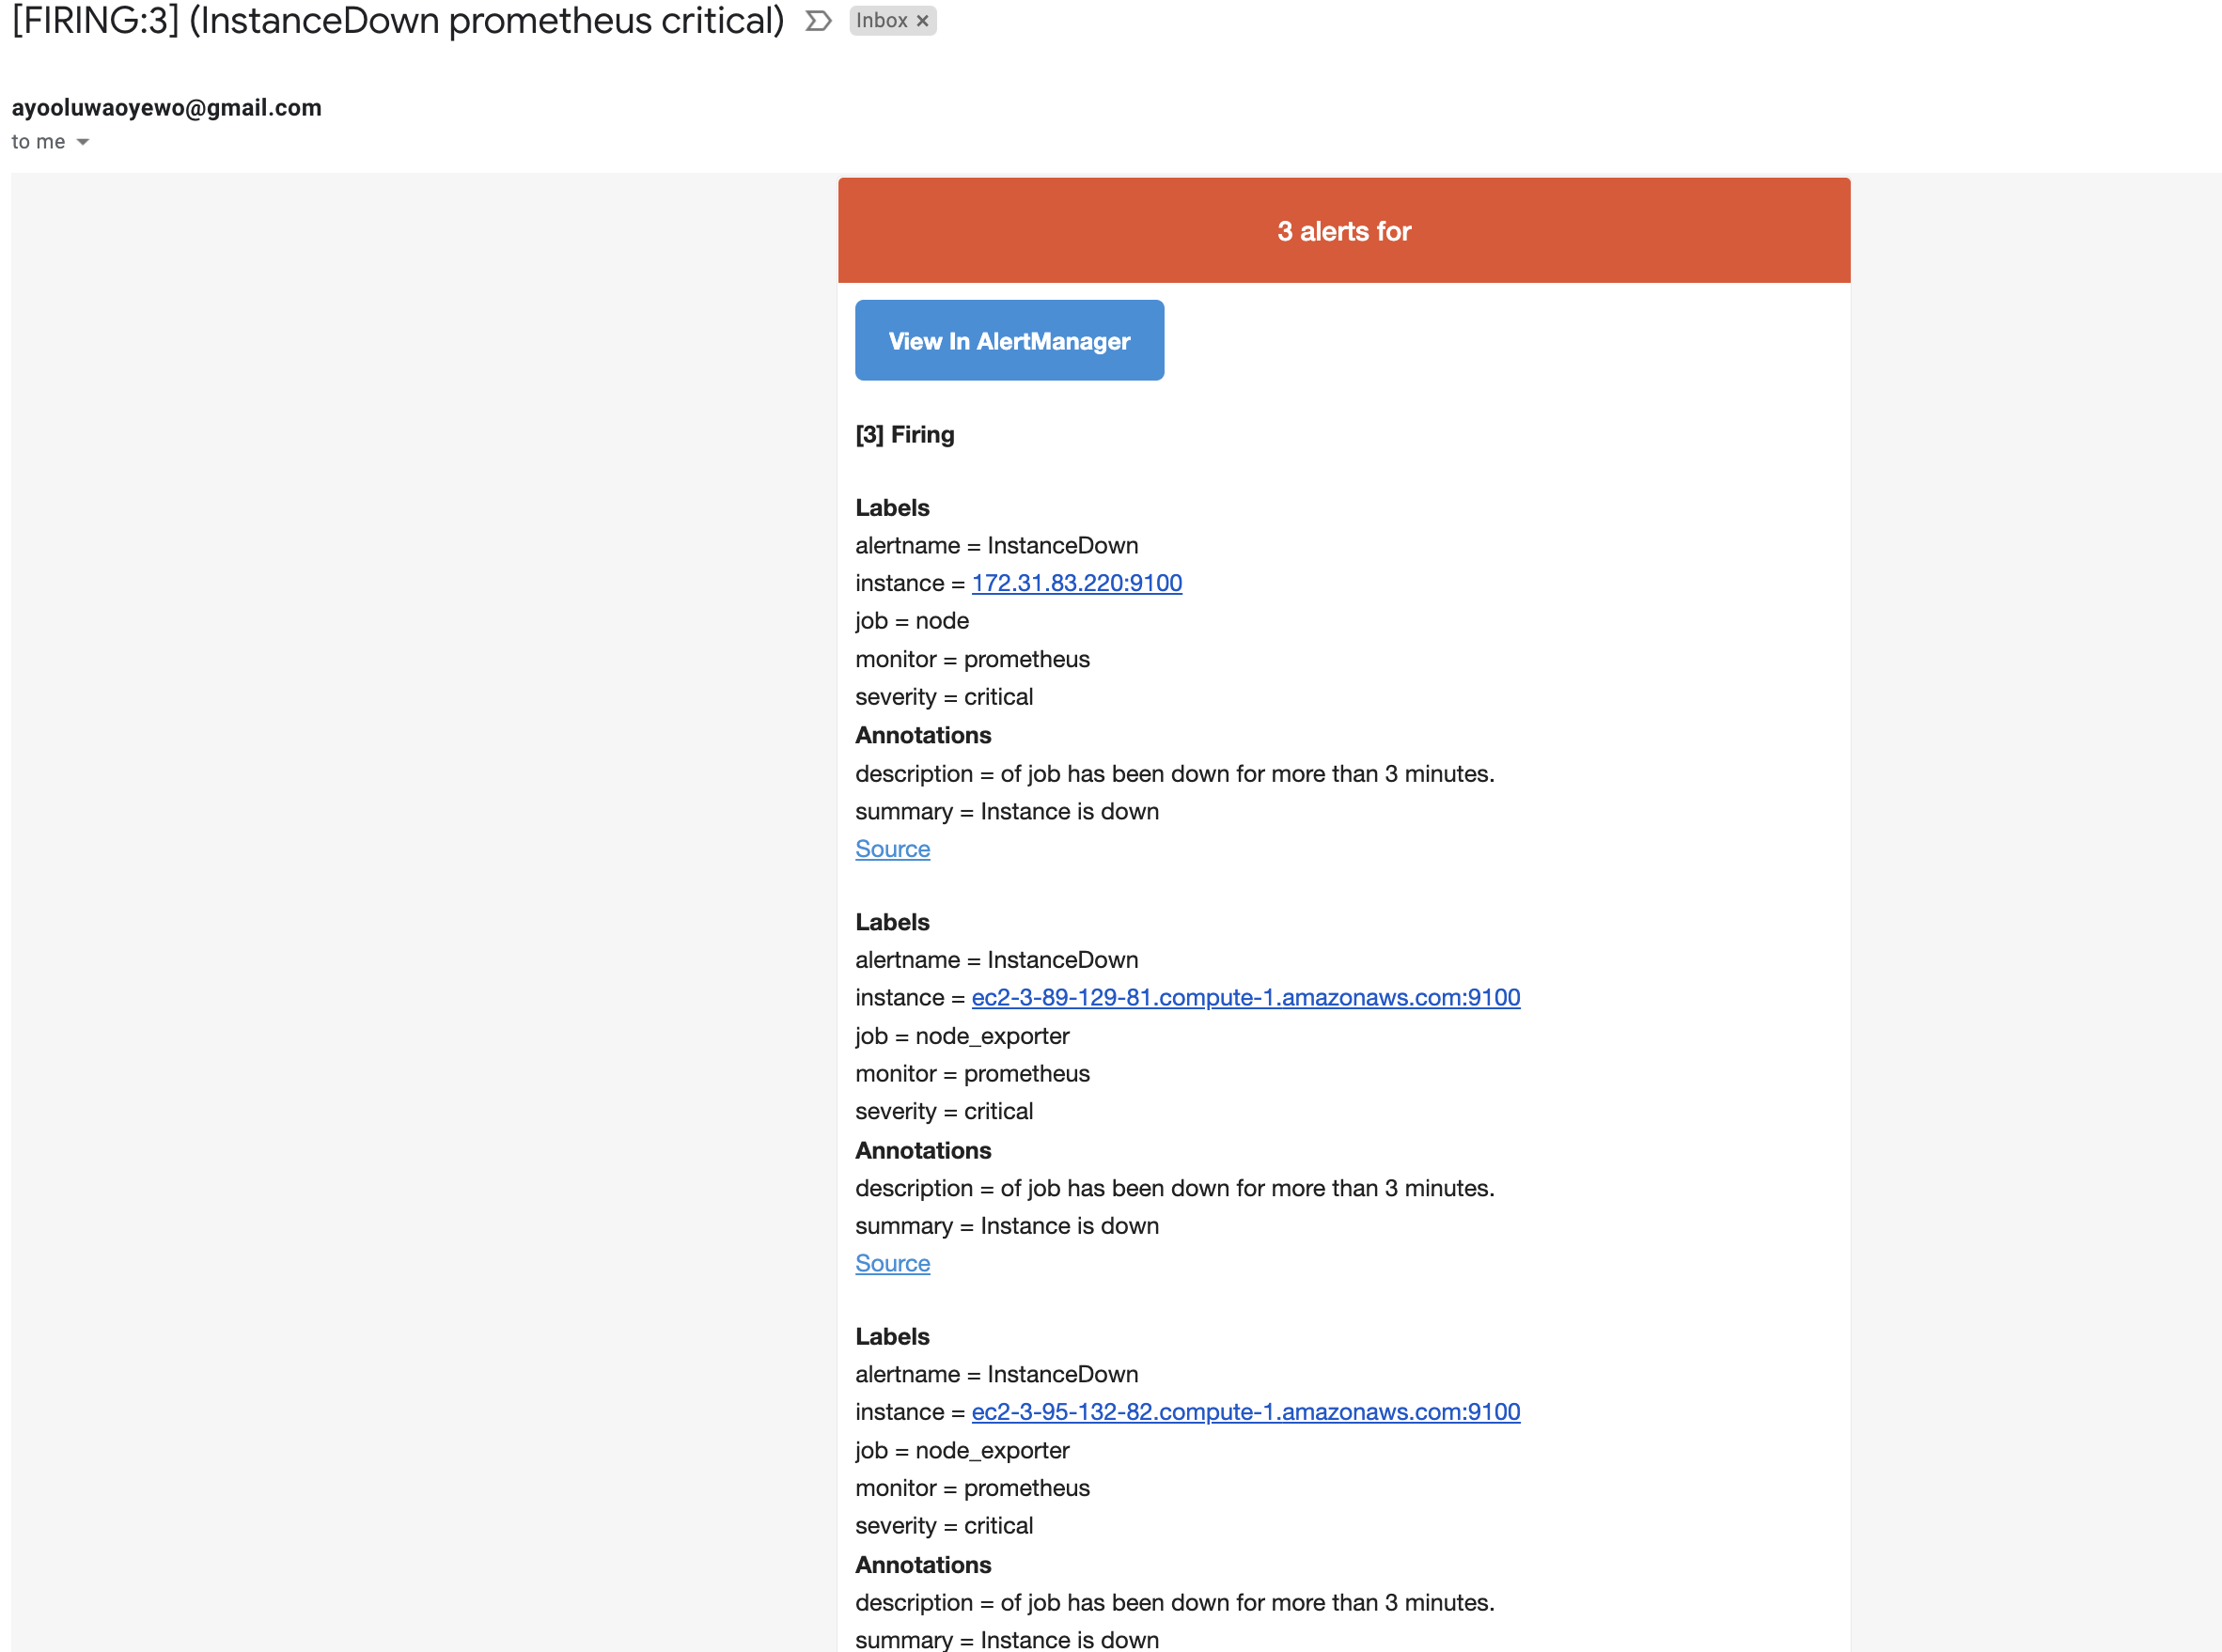 [FIRING:3] (InstanceDown prometheus critical) Inbox ×
ayooluwaoyewo@gmail.com
to me
3 alerts for
View In AlertManager
[3] Firing
Labels
alertname = InstanceDown
instance = 172.31.83.220:9100
job = node
monitor = prometheus
severity = critical
Annotations
description = of job has been down for more than 3 minutes.
summary = Instance is down
Source
Labels
alertname = InstanceDown
instance = ec2-3-89-129-81.compute-1.amazonaws.com:9100
job = node_exporter
monitor = prometheus
severity = critical
Annotations
description = of job has been down for more than 3 minutes.
summary = Instance is down
Source
Labels
alertname = InstanceDown
instance = ec2-3-95-132-82.compute-1.amazonaws.com:9100
job = node_exporter
monitor = prometheus
severity = critical
Annotations
description = of job has been down for more than 3 minutes.
summary = Instance is down